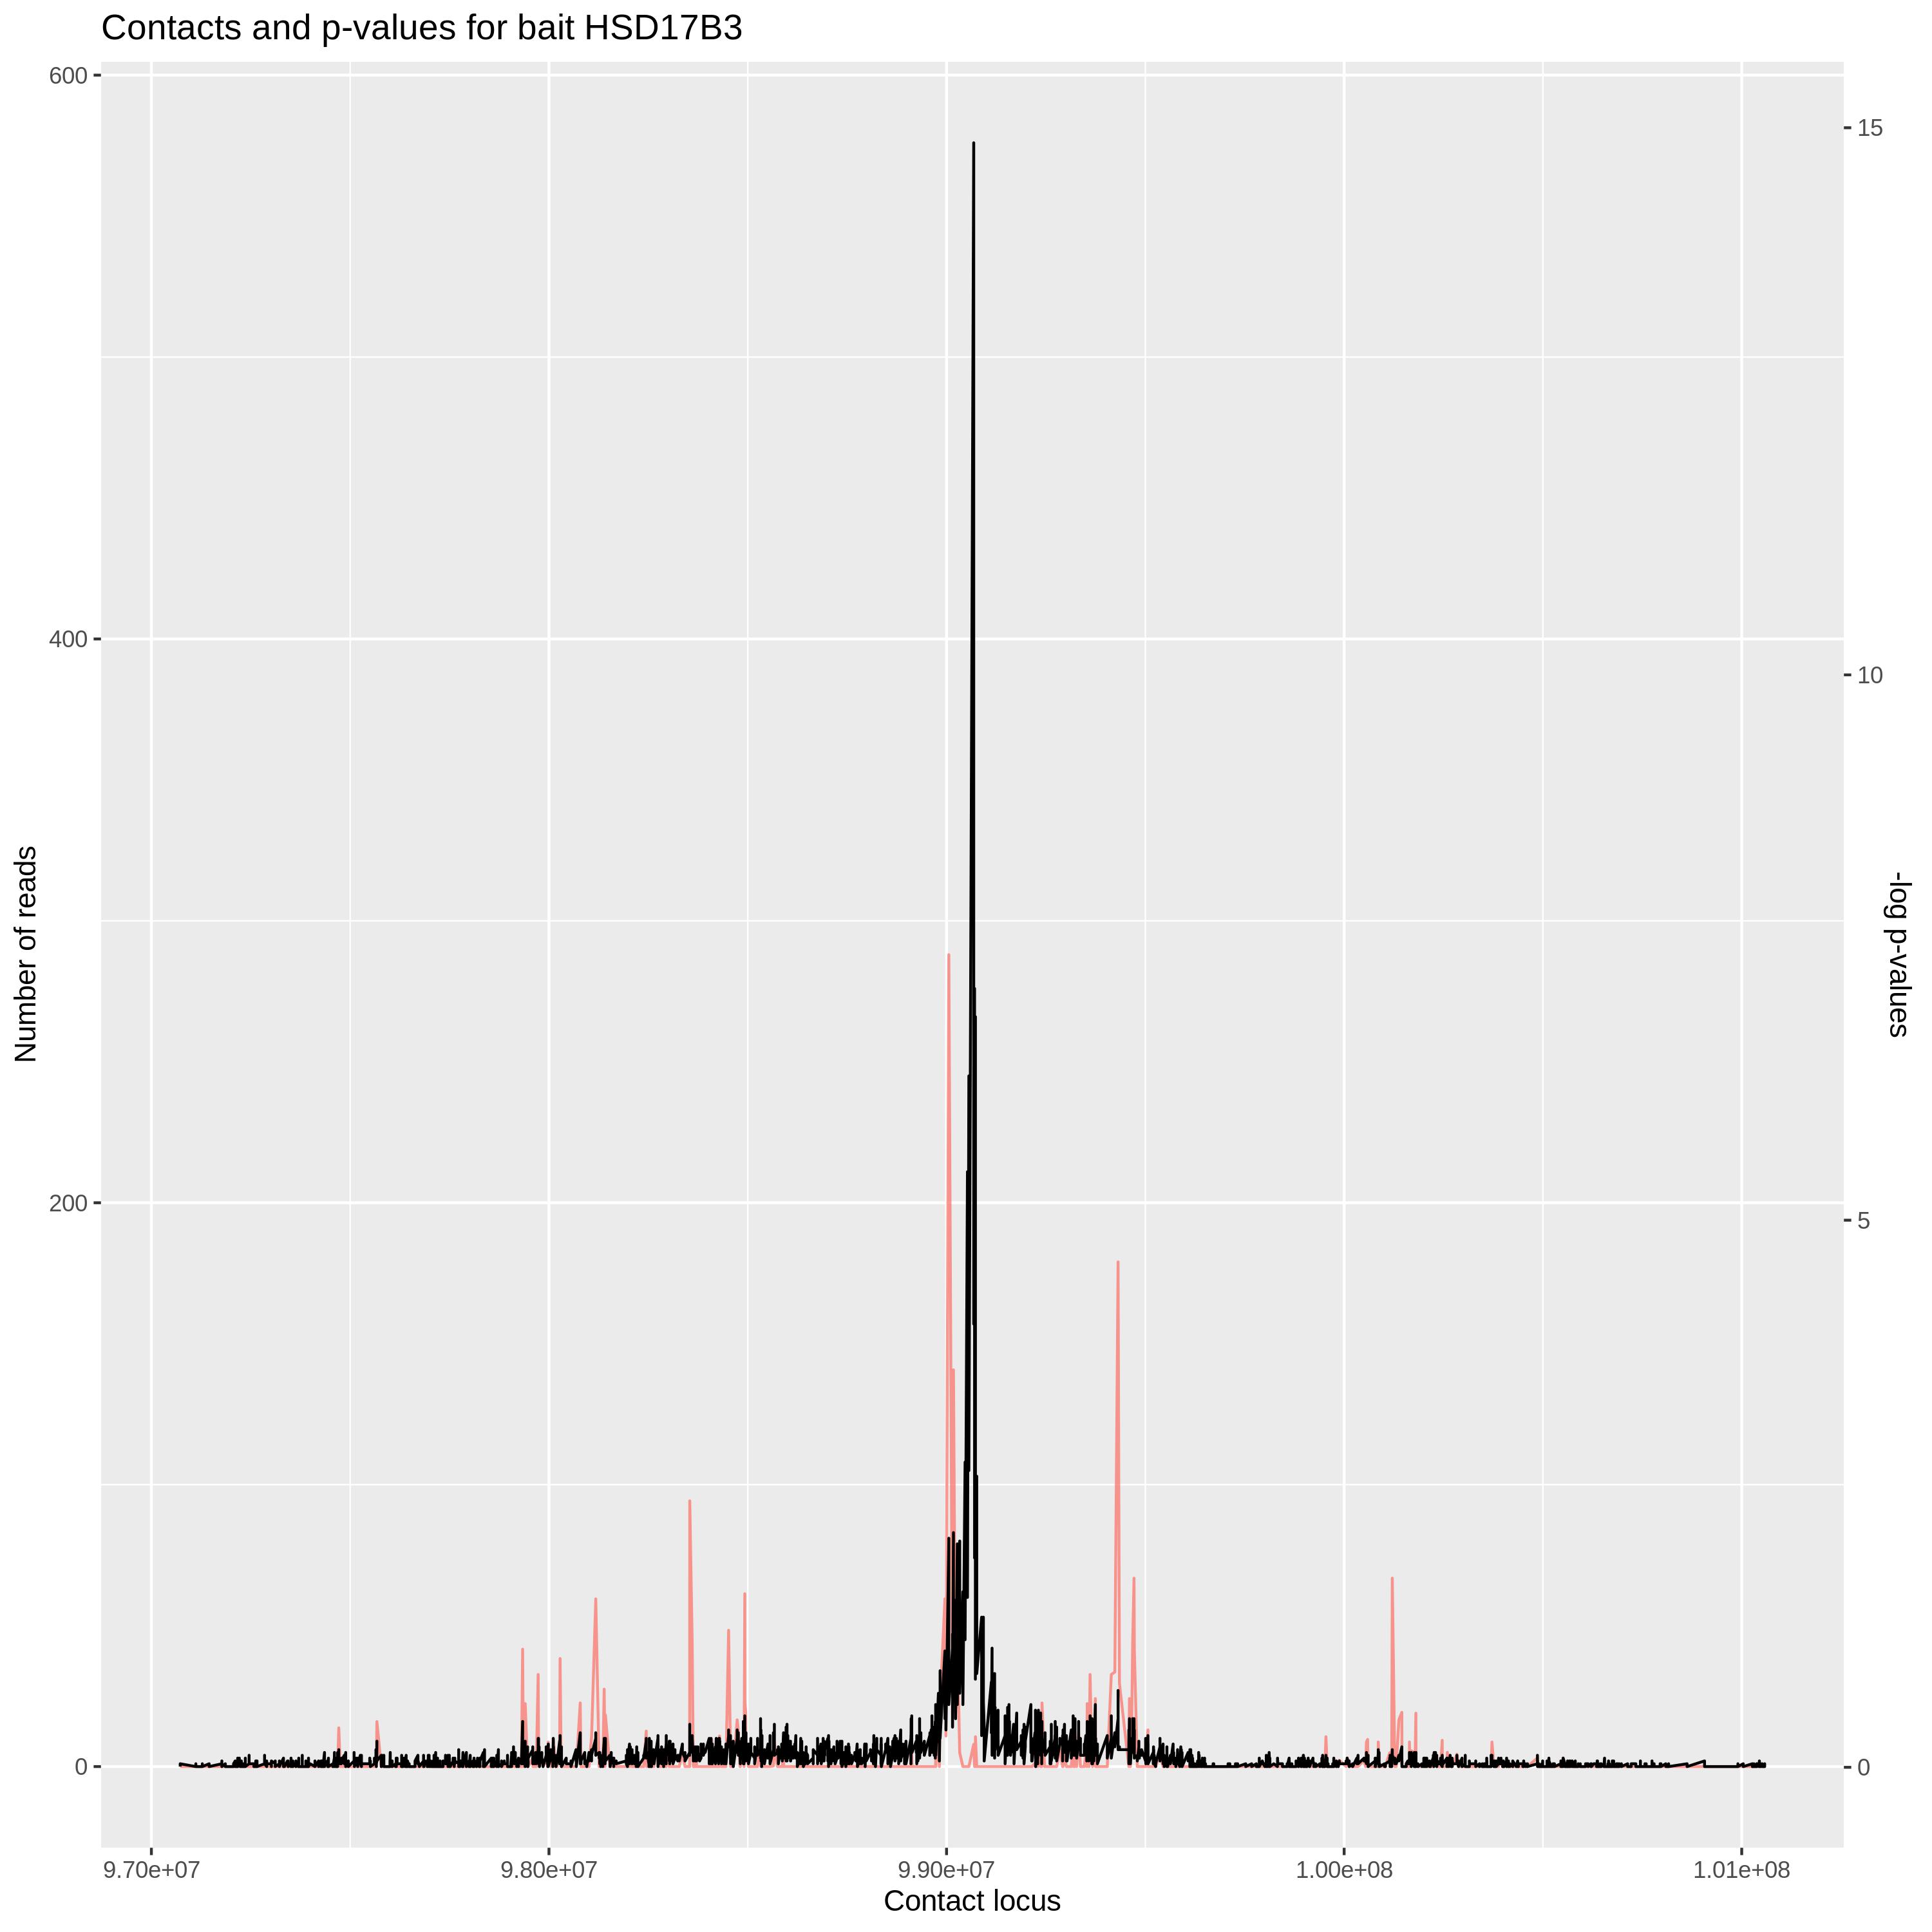 Contacts and p-values for bait HSD17B3
600
400
200
0
Number of reads
15
10
5
0
-log p-values
9.70e+07 9.80e+07 9.90e+07 1.00e+08 1.01e+08
Contact locus